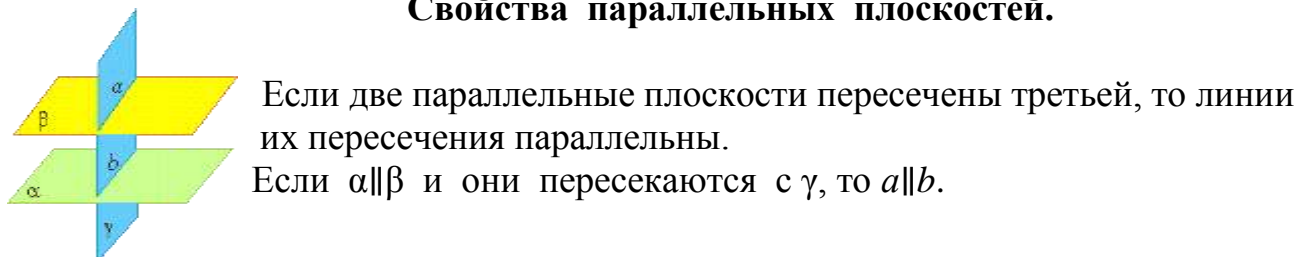 Свойства параллельных плоскостей.
Если две параллельные плоскости пересечены третьей, то линии
их пересечения параллельны.
Если α∥β и они пересекаются с γ, то a∥b.
a
β
b
α
γ